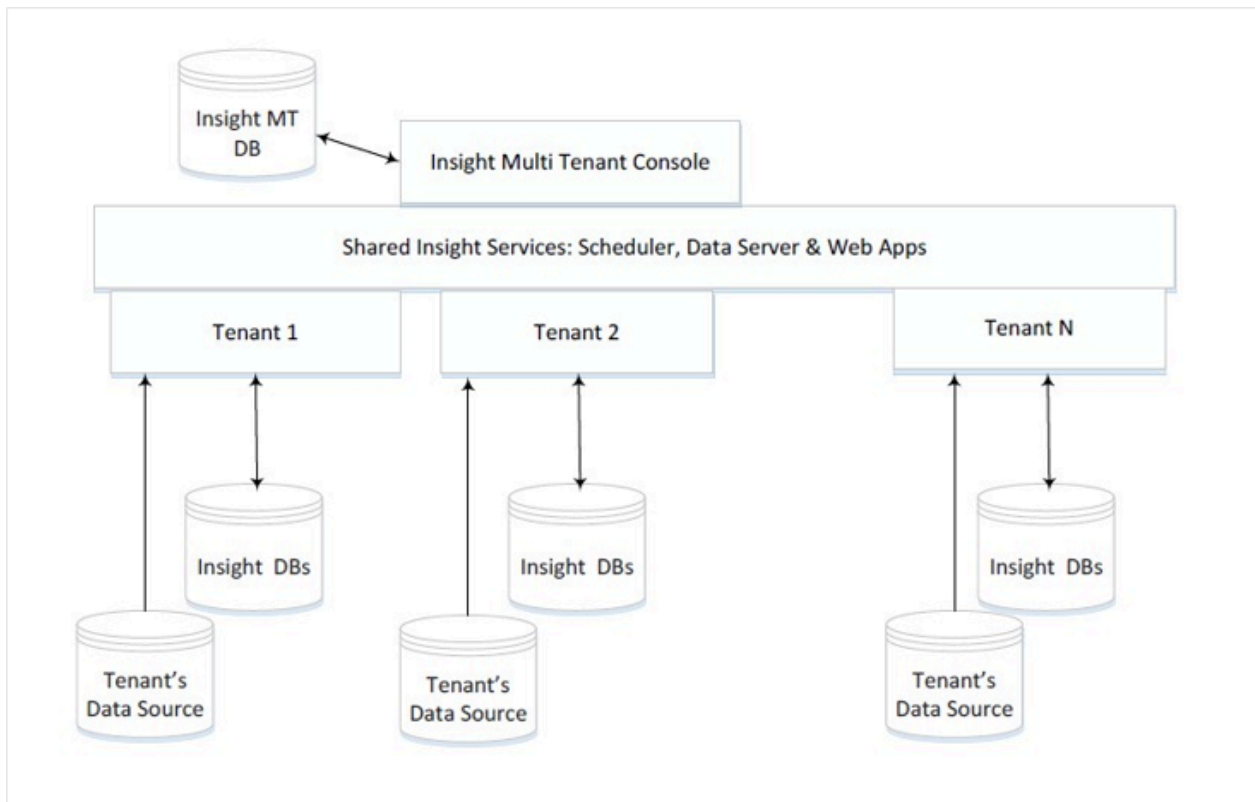 Insight MT
DB
Insight Multi Tenant Console
Shared Insight Services: Scheduler, Data Server & Web Apps
Tenant 1
Tenant 2
Tenant N
Insight  DBs
Insight  DBs
Insight  DBs
Tenant’s
Data Source
Tenant’s
Data Source
Tenant’s
Data Source